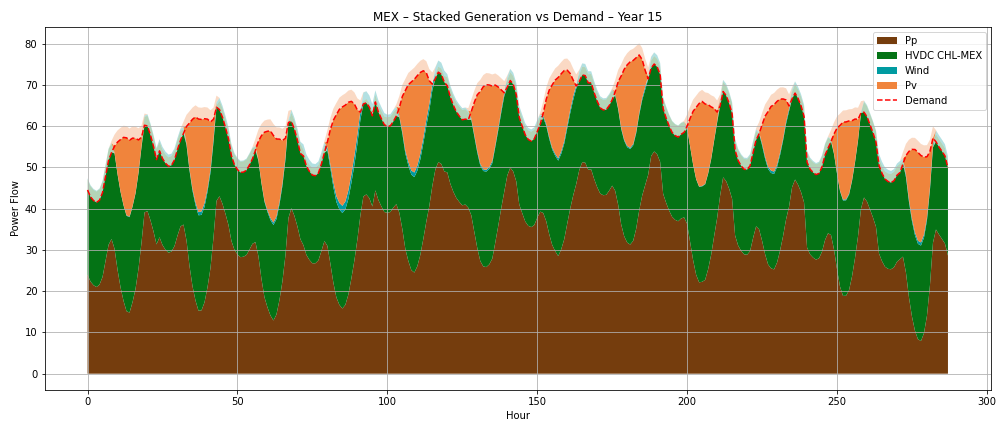 MEX – Stacked Generation vs Demand – Year 15
Pp
HVDC CHL-MEX
Wind
Pv
Demand
Power Flow
80
70
60
50
40
30
20
10
0
0 50 100 150 200 250 300
Hour